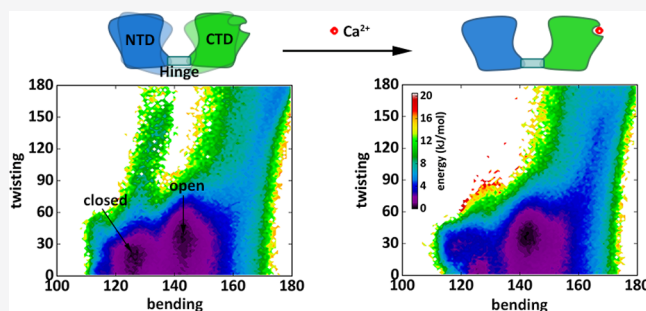 NTD CTD Ca²⁺
Hinge
180 180
150 150
120 120
90 90
60 60
30 30
0 0
twisting twisting
closed open
20
16
12
8
4
0
energy (kJ/mol)
100 120 140 160 180 100 120 140 160 180
bending bending